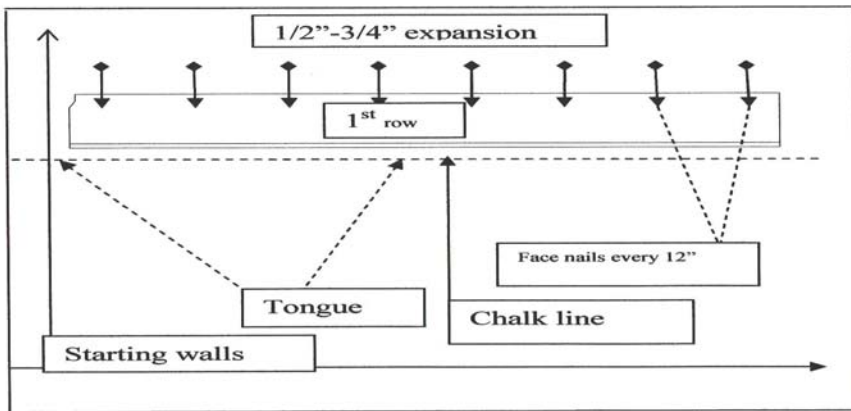 1/2”-3/4” expansion
1st row
Face nails every 12”
Tongue
Chalk line
Starting walls